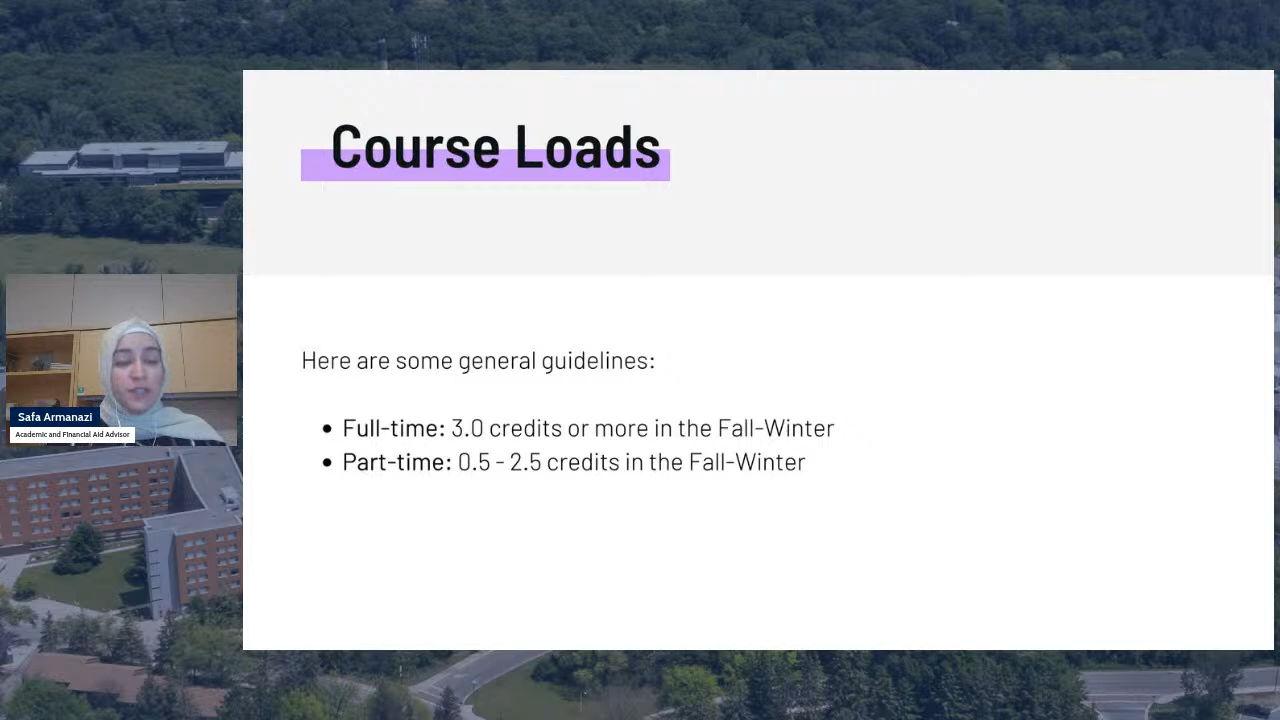 Course Loads
Here are some general guidelines:
• Full-time: 3.0 credits or more in the Fall-Winter
• Part-time: 0.5 - 2.5 credits in the Fall-Winter
Safa Armanazi
Academic and Financial Aid Advisor